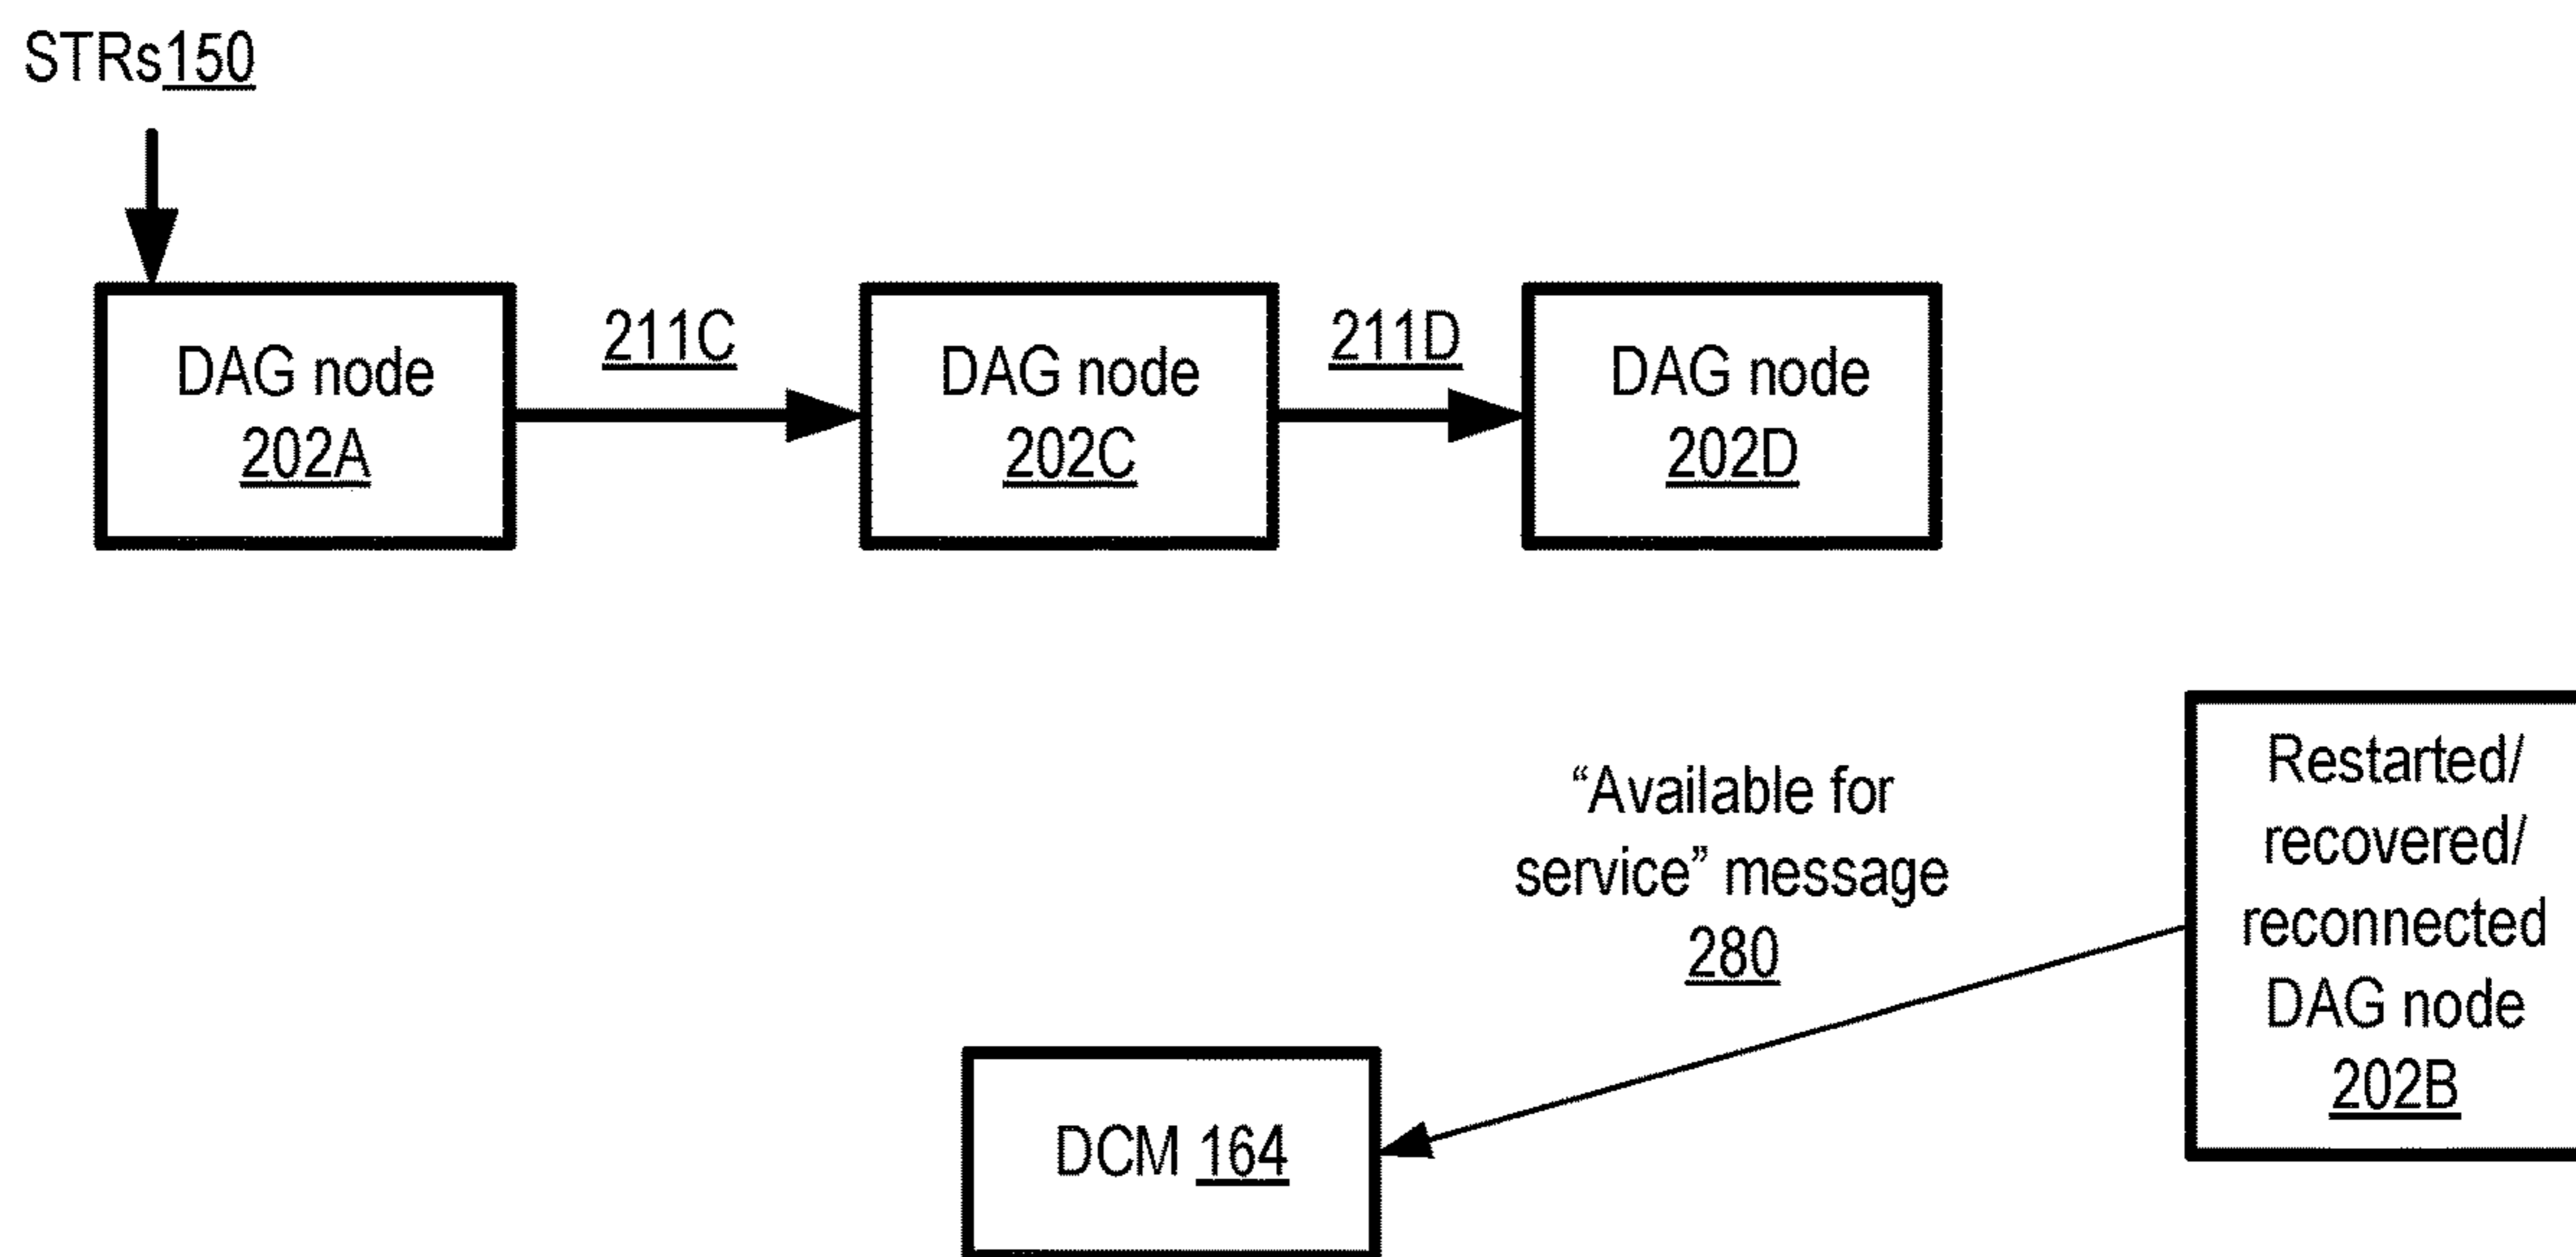 STRs150
DAG node
202A
211C
DAG node
202C
211D
DAG node
202D
“Available for
service” message
280
Restarted/
recovered/
reconnected
DAG node
202B
DCM 164